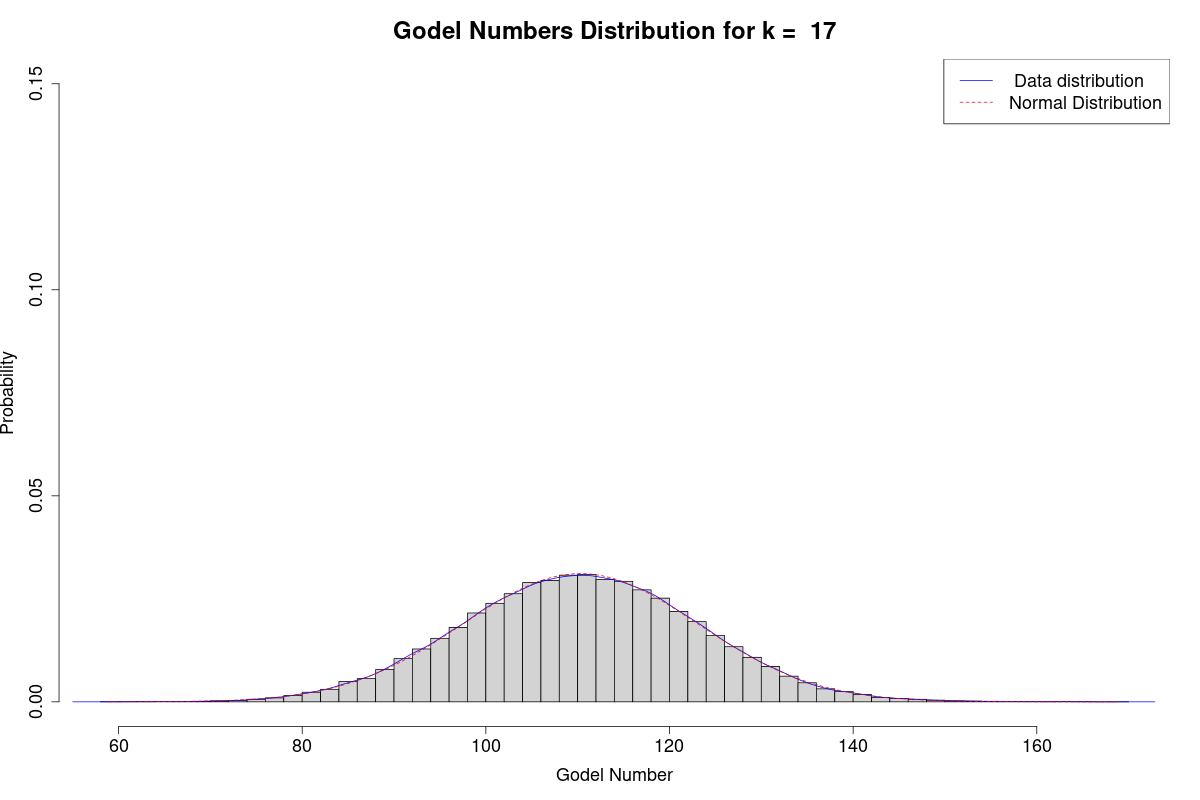 Godel Numbers Distribution for k =  17
Data distribution
Normal Distribution
0.15
0.10
0.05
0.00
Probability
60 80 100 120 140 160
Godel Number